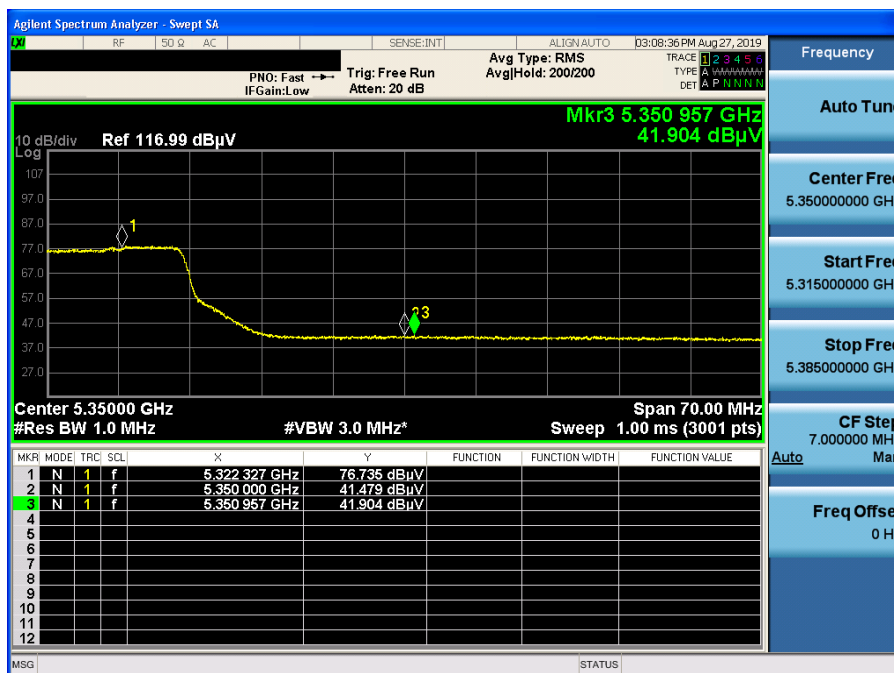 Agilent Spectrum Analyzer - Swept SA
LXI RF 50 Ω AC SENSE:INT ALIGN AUTO 03:08:36 PM Aug 27, 2019
Frequency
Avg Type: RMS
TRACE 1 2 3 4 5 6
PNO: Fast Trig: Free Run Avg|Hold: 200/200
TYPE A
IFGain:Low Atten: 20 dB
DET A P N N N N
Auto Tun
Mkr3 5.350 957 GHz
41.904 dBµV
10 dB/div Ref 116.99 dBµV
Log
107
97.0
87.0
77.0
67.0
57.0
47.0
37.0
27.0
1
3
Center Fre
5.350000000 GH
Start Fre
5.315000000 GH
Stop Fre
5.385000000 GH
Center 5.35000 GHz Span 70.00 MHz
#Res BW 1.0 MHz #VBW 3.0 MHz* Sweep 1.00 ms (3001 pts)
CF Ste
7.000000 MH
Auto Ma
MKR MODE TRC SCL X Y FUNCTION FUNCTION WIDTH FUNCTION VALUE
1 N 1 f 5.322 327 GHz 76.735 dBµV
2 N 1 f 5.350 000 GHz 41.479 dBµV
3 N 1 f 5.350 957 GHz 41.904 dBµV
4
5
6
7
8
9
10
11
12
Freq Offse
0 H
MSG STATUS